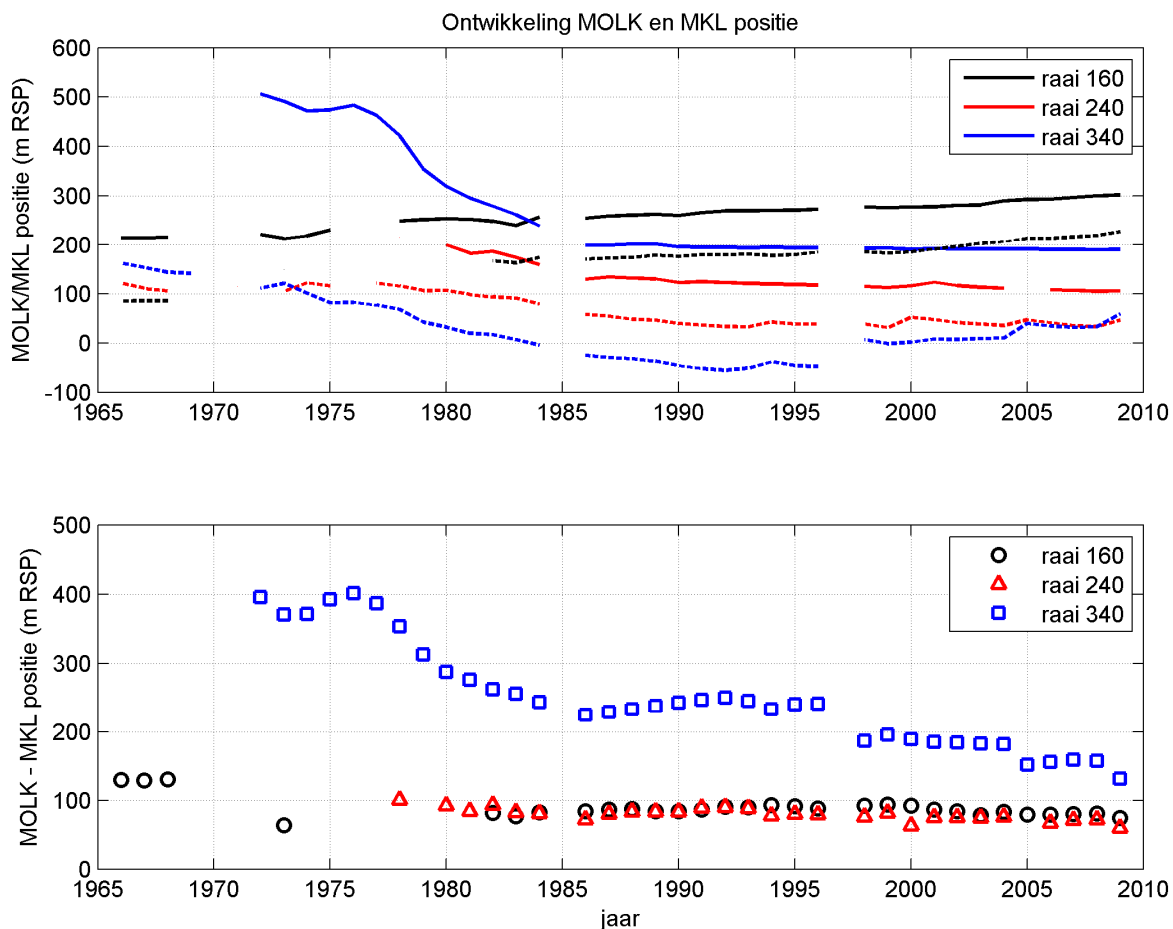 Ontwikkeling MOLK en MKL positie
MOLK/MKL positie (m RSP)
600
500
400
300
200
100
0
-100
raai 160
raai 240
raai 340
1965 1970 1975 1980 1985 1990 1995 2000 2005 2010
MOLK - MKL positie (m RSP)
500
400
300
200
100
0
raai 160
raai 240
raai 340
1965 1970 1975 1980 1985 1990 1995 2000 2005 2010
jaar